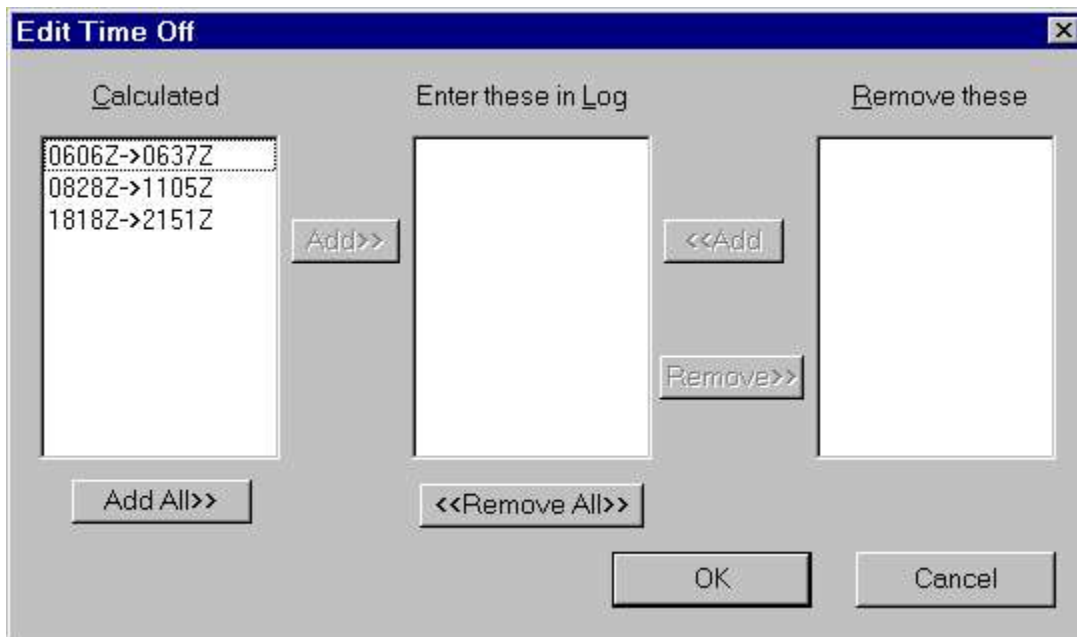 Edit Time Off
Calculated
Enter these in Log
Remove these
0606Z->0637Z
0828Z->1105Z
1818Z->2151Z
Add>>
<<Add
Remove>>
Add All>>
<<Remove All>>
OK
Cancel